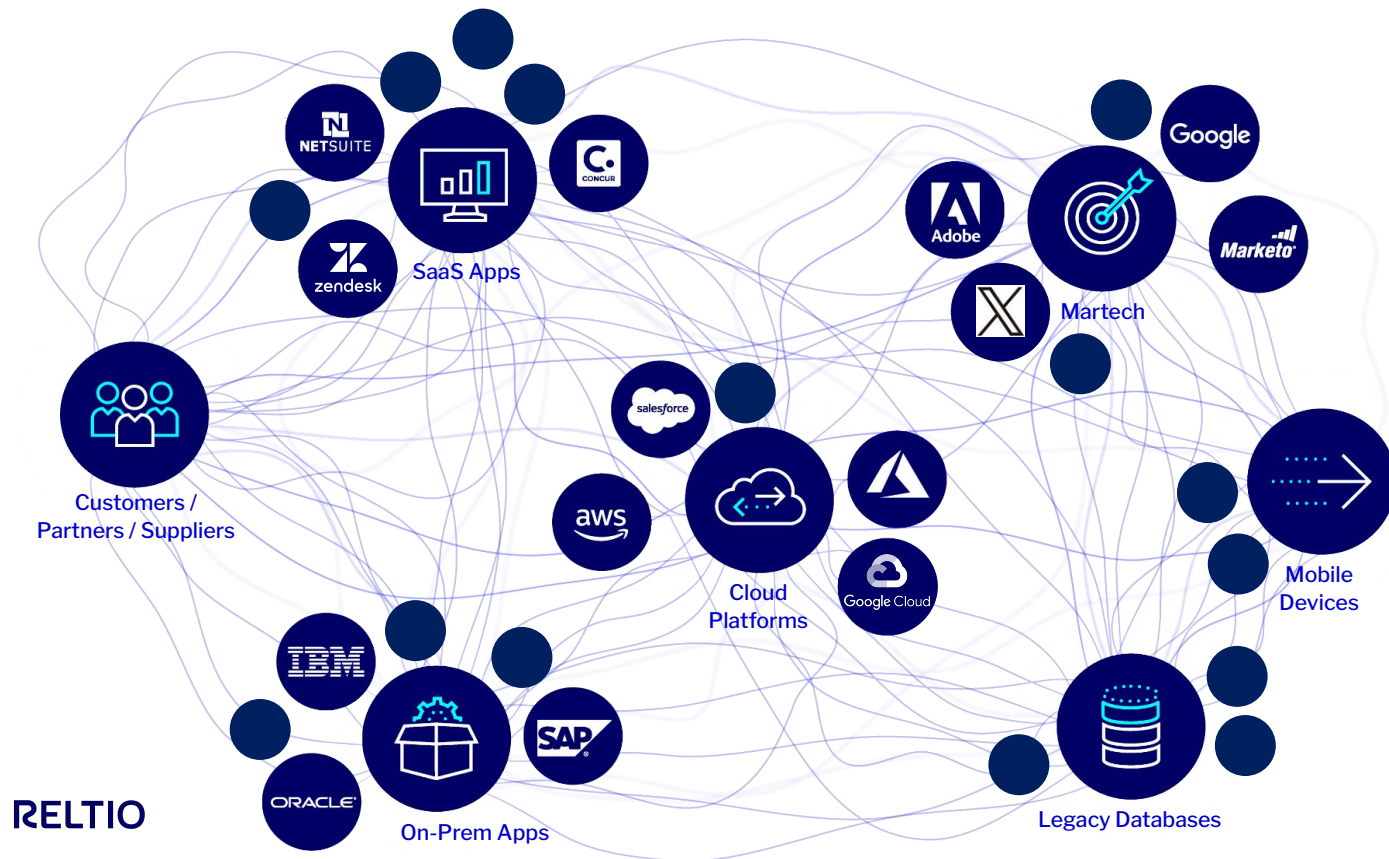 NETSUITE
C.
CONCUR
zendesk
SaaS Apps
Google
Adobe
Marketo
X
Martech
Customers /
Partners / Suppliers
salesforce
aws
Google Cloud
Cloud
Platforms
Mobile
Devices
IBM
SAP
ORACLE
On-Prem Apps
Legacy Databases
RELTIO